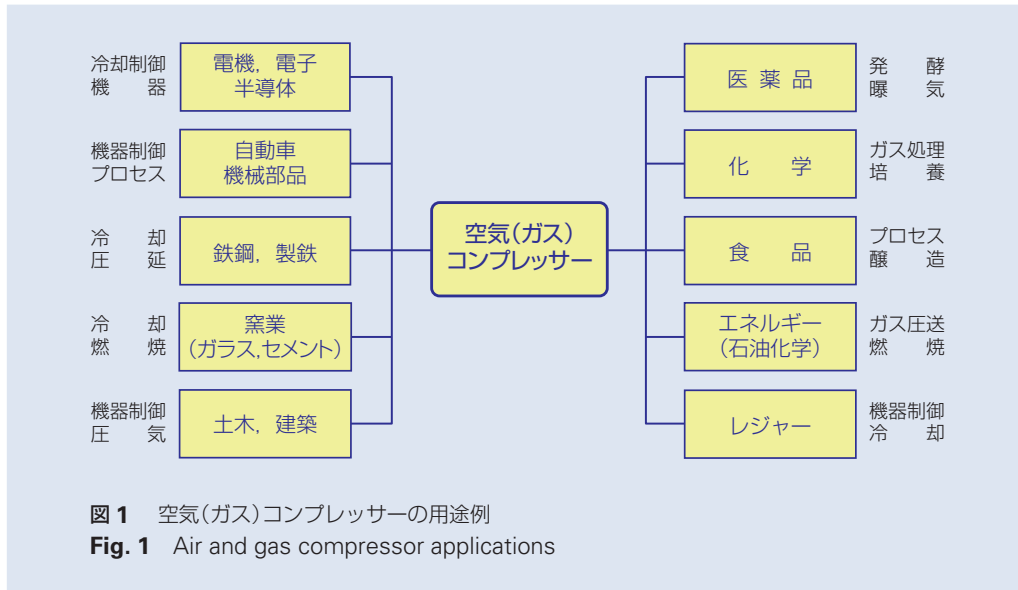 冷却制御
機 器
電機，電子
半導体
機器制御
プロセス
自動車
機械部品
冷 却
圧 延
鉄鋼，製鉄
冷 却
燃 焼
窯業
(ガラス,セメント)
機器制御
圧 気
土木，建築
空気(ガス)
コンプレッサー
医 薬 品
発 酵
曝 気
化 学
ガス処理
培 養
食 品
プロセス
醸 造
エネルギー
(石油化学)
ガス圧送
燃 焼
レジャー
機器制御
冷 却
図 1 空気(ガス)コンプレッサーの用途例
Fig. 1 Air and gas compressor applications